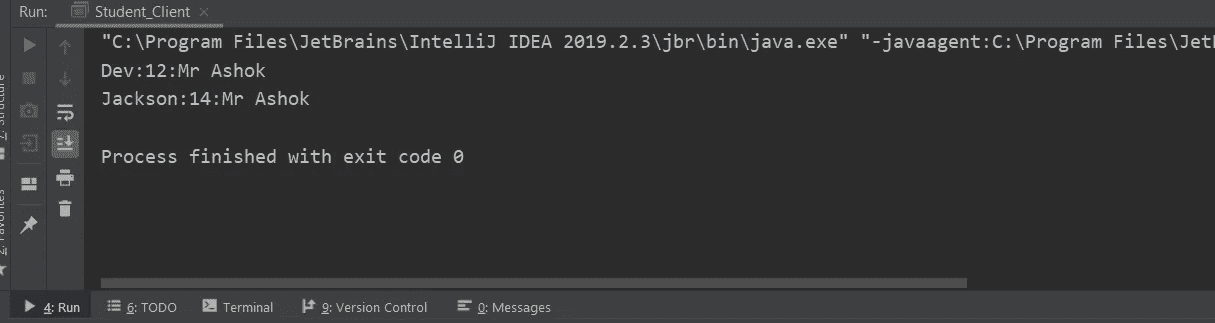 Run: Student_Client ×
"C:\Program Files\JetBrains\IntelliJ IDEA 2019.2.3\jbr\bin\java.exe" "-javaagent:C:\Program Files\JetB
Dev:12:Mr Ashok
Jackson:14:Mr Ashok
Process finished with exit code 0
4: Run 6: TODO Terminal 9: Version Control 0: Messages
7: Structure
2: Favorites